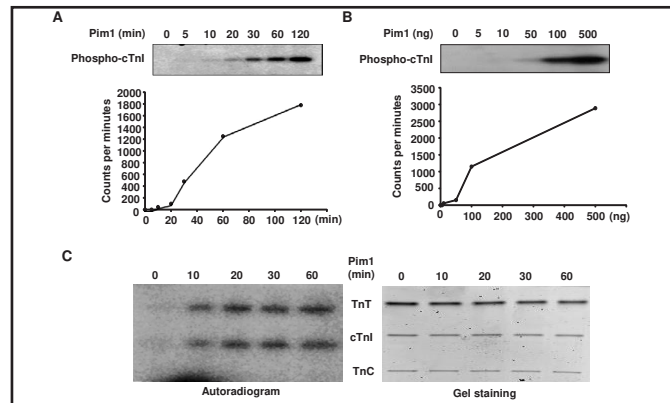 A
Pim1 (min) 0 5 10 20 30 60 120
Phospho-cTnI
2000
1800
1600
1400
1200
1000
800
600
400
200
0
Counts per minutes
0 20 40 60 80 100 120 (min)
B
Pim1 (ng) 0 5 10 50 100 500
Phospho-cTnI
3500
3000
2500
2000
1500
1000
500
0
Counts per minutes
0 100 200 300 400 500 (ng)
C
0 10 20 30 60
Autoradiogram
Pim1
(min)
0 10 20 30 60
TnT
cTnI
TnC
Gel staining